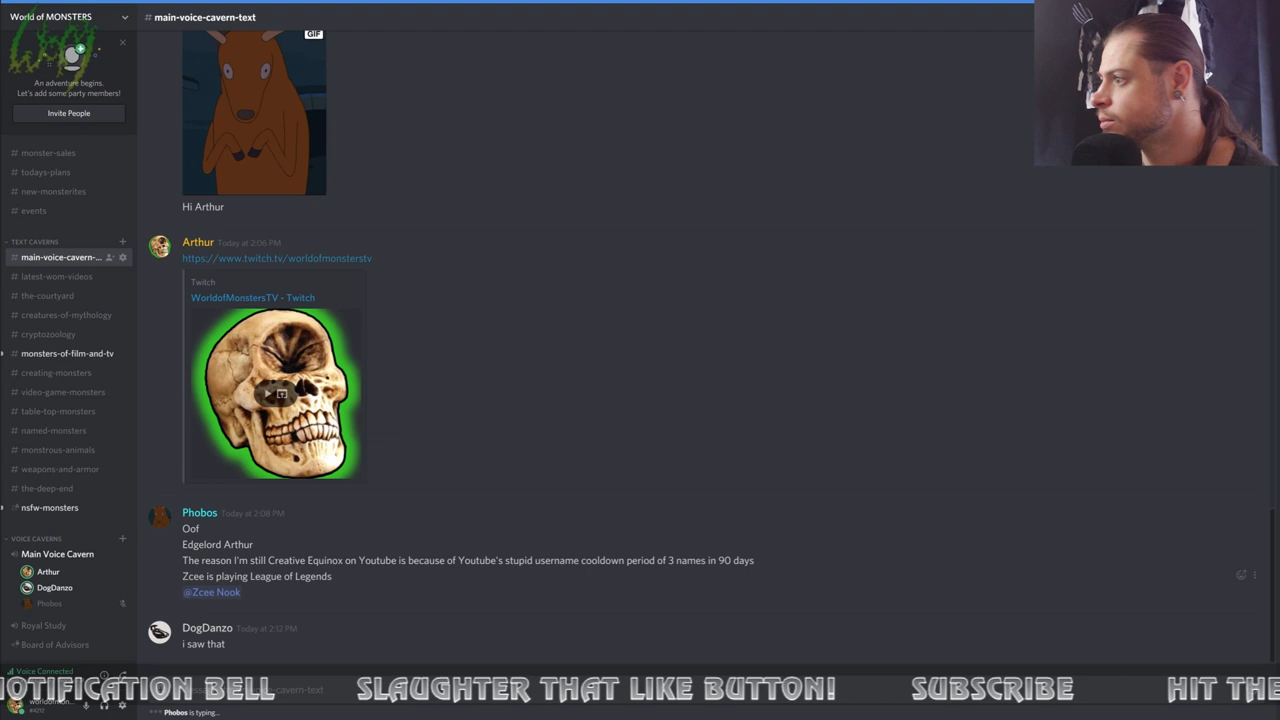 World of MONSTERS
# main-voice-cavern-text
GIF
An adventure begins.
Let's add some party members!
Invite People
# monster-sales
# todays-plans
# new-monsterites
# events
TEXT CAVERNS
# main-voice-cavern-...
# latest-wom-videos
# the-courtyard
# creatures-of-mythology
# cryptozoology
# monsters-of-film-and-tv
# creating-monsters
# video-game-monsters
# table-top-monsters
# named-monsters
# monstrous-animals
# weapons-and-armor
# the-deep-end
nsfw-monsters
VOICE CAVERNS
Main Voice Cavern
Arthur
DogDanzo
Phobos
Royal Study
Board of Advisors
Voice Connected
worldofmon...
#4212
Hi Arthur
Arthur Today at 2:06 PM
https://www.twitch.tv/worldofmonsterstv
Twitch
WorldofMonstersTV - Twitch
Phobos Today at 2:08 PM
Oof
Edgelord Arthur
The reason I'm still Creative Equinox on Youtube is because of Youtube's stupid username cooldown period of 3 names in 90 days
Zcee is playing League of Legends
@Zcee Nook
DogDanzo Today at 2:12 PM
i saw that
NOTIFICATION BELL SLAUGHTER THAT LIKE BUTTON! SUBSCRIBE HIT THE
Phobos is typing...